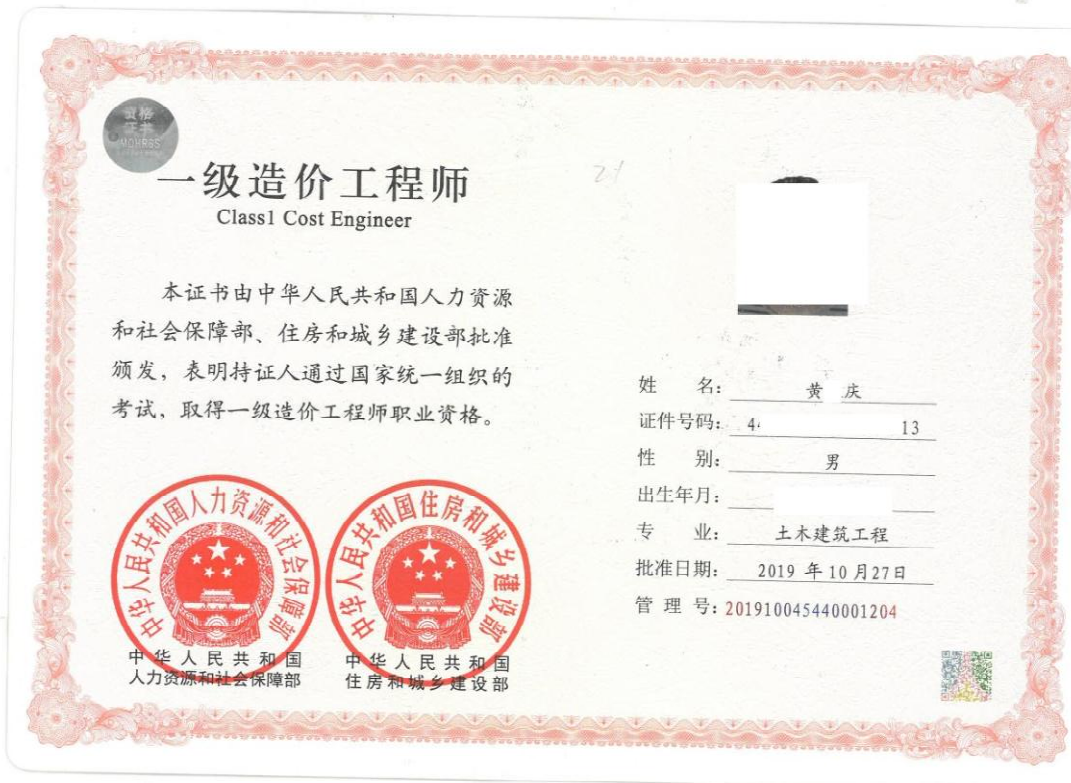 资格
证书
MOHRSS
一级造价工程师
Class1 Cost Engineer
本证书由中华人民共和国人力资源
和社会保障部、住房和城乡建设部批准
颁发，表明持证人通过国家统一组织的
考试，取得一级造价工程师职业资格。
中华人民共和国人力资源和社会保障部
中华人民共和国住房和城乡建设部
中华人民共和国
人力资源和社会保障部
中华人民共和国
住房和城乡建设部
21
姓 名： 黄 庆
证件号码： 4 13
性 别： 男
出生年月：
专 业： 土木建筑工程
批准日期： 2019 年 10 月27日
管 理 号：201910045440001204